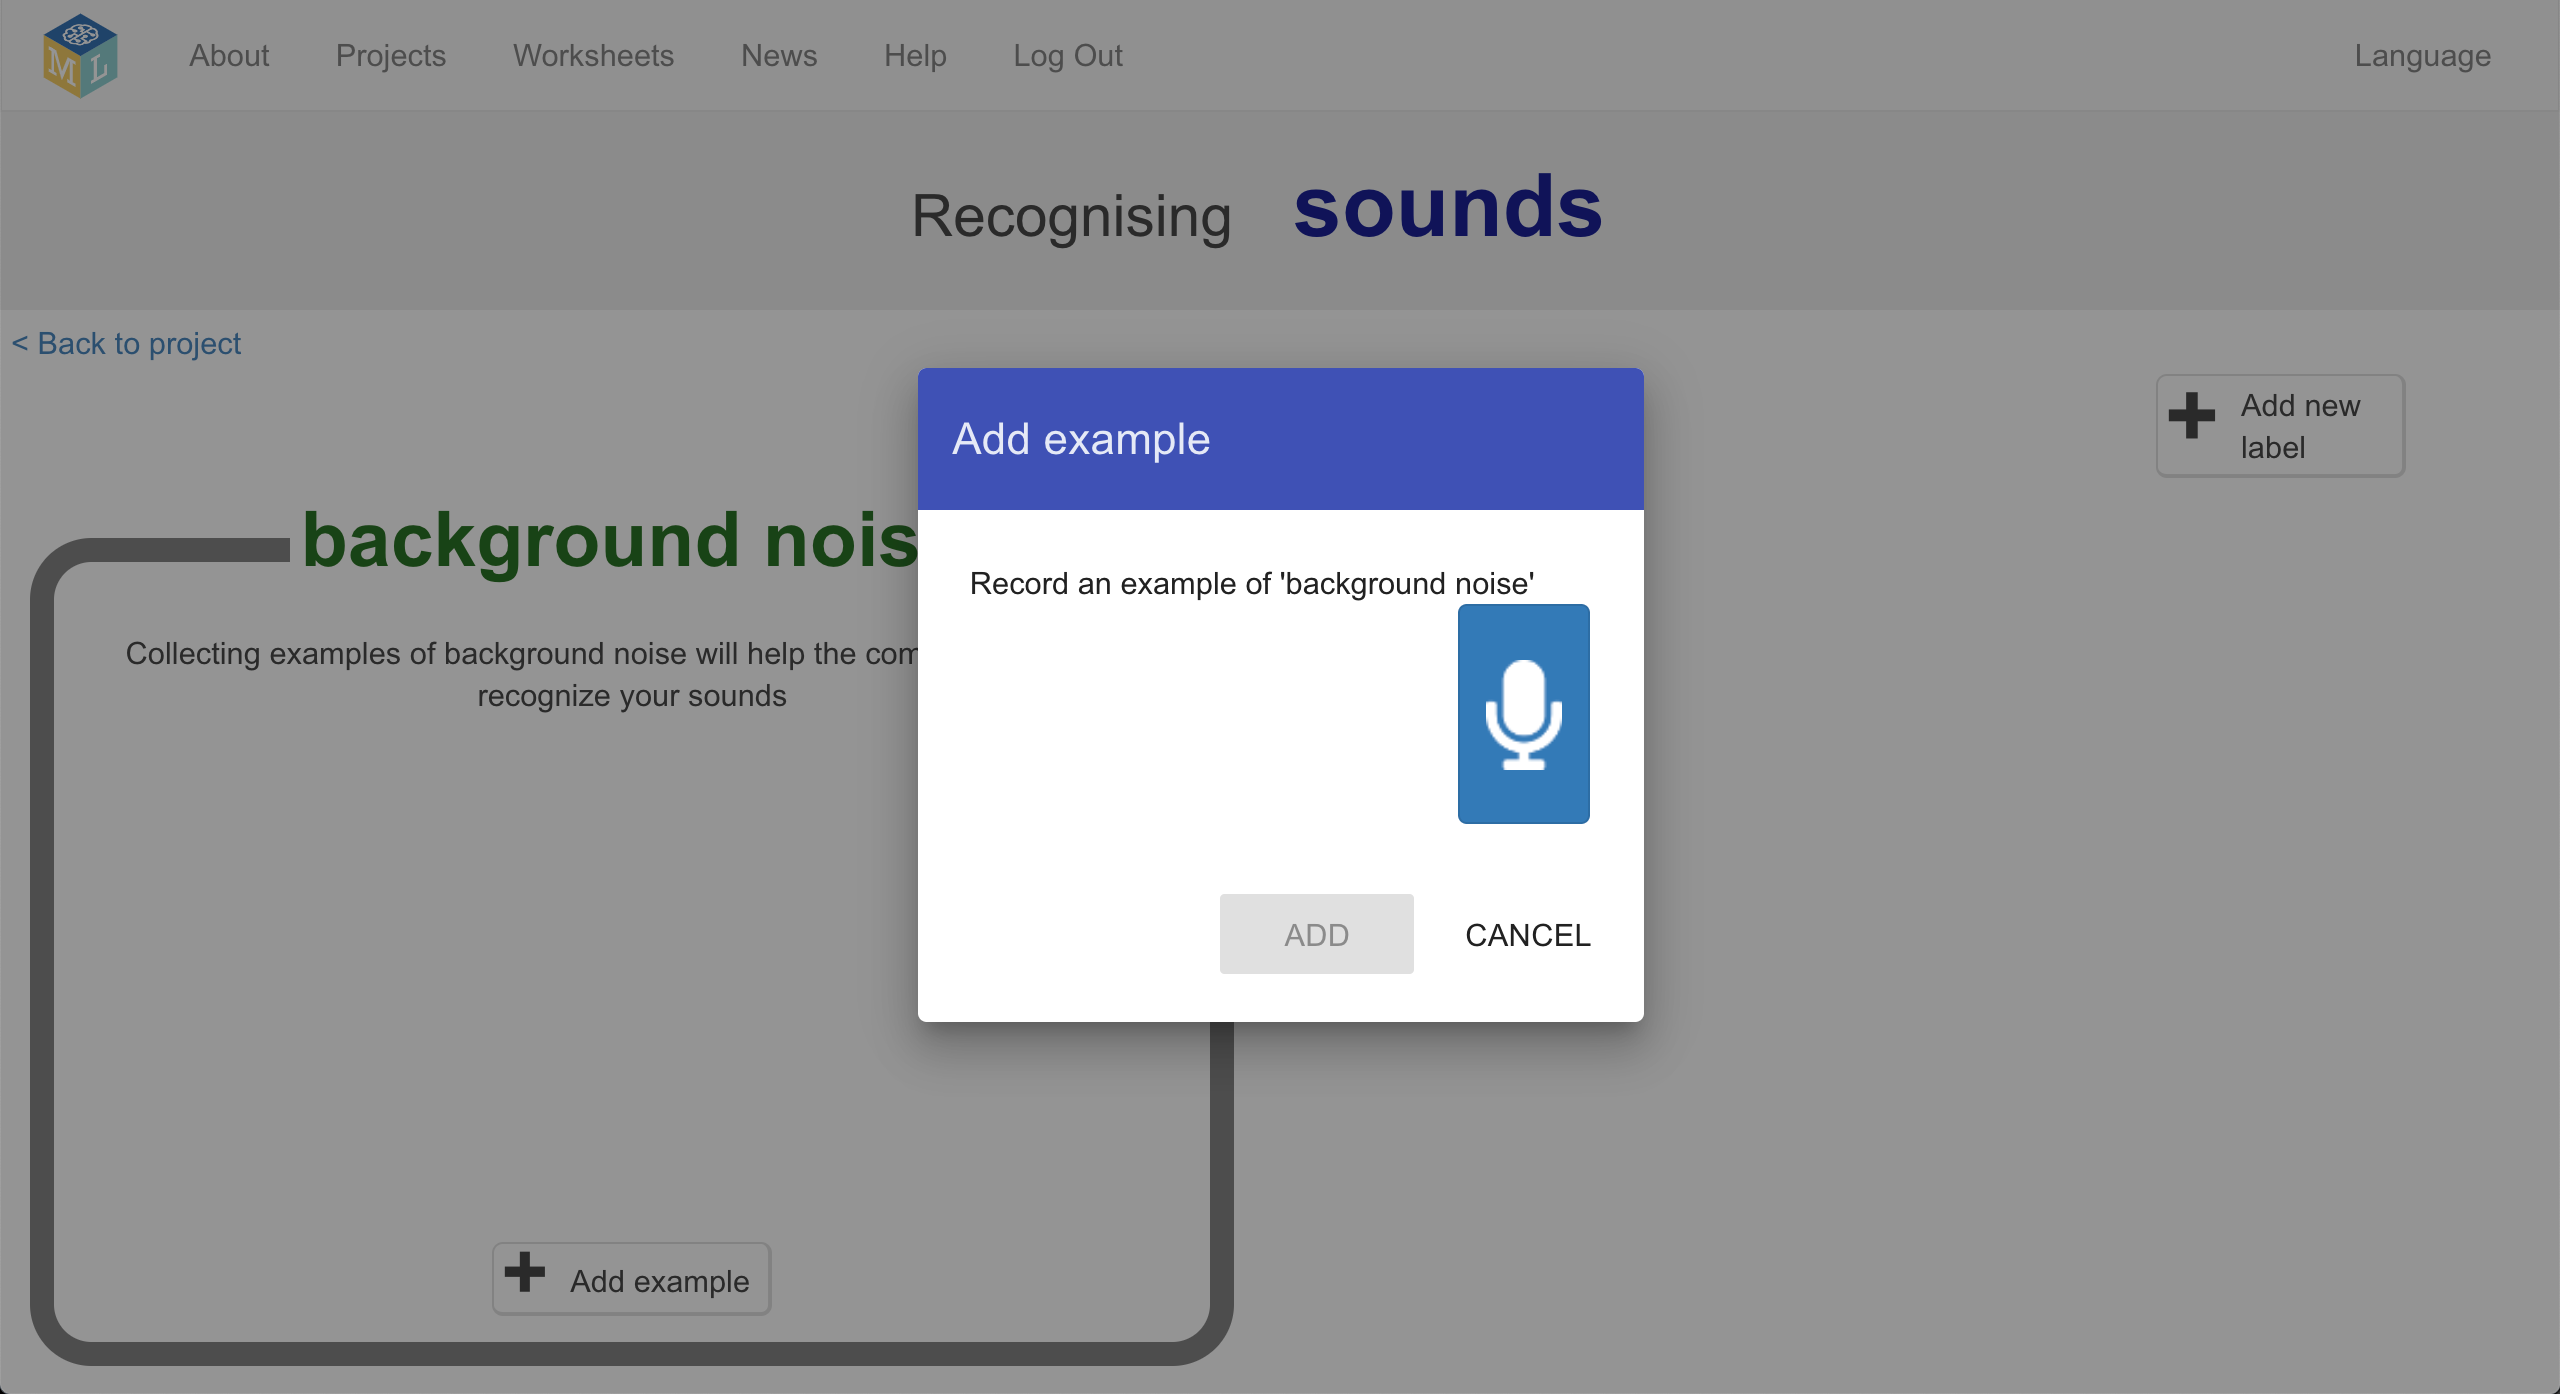 M L
About Projects Worksheets News Help Log Out Language
Recognising sounds
< Back to project
Add new
label
background nois
Collecting examples of background noise will help the com
recognize your sounds
Add example
Add example
Record an example of 'background noise'
ADD CANCEL